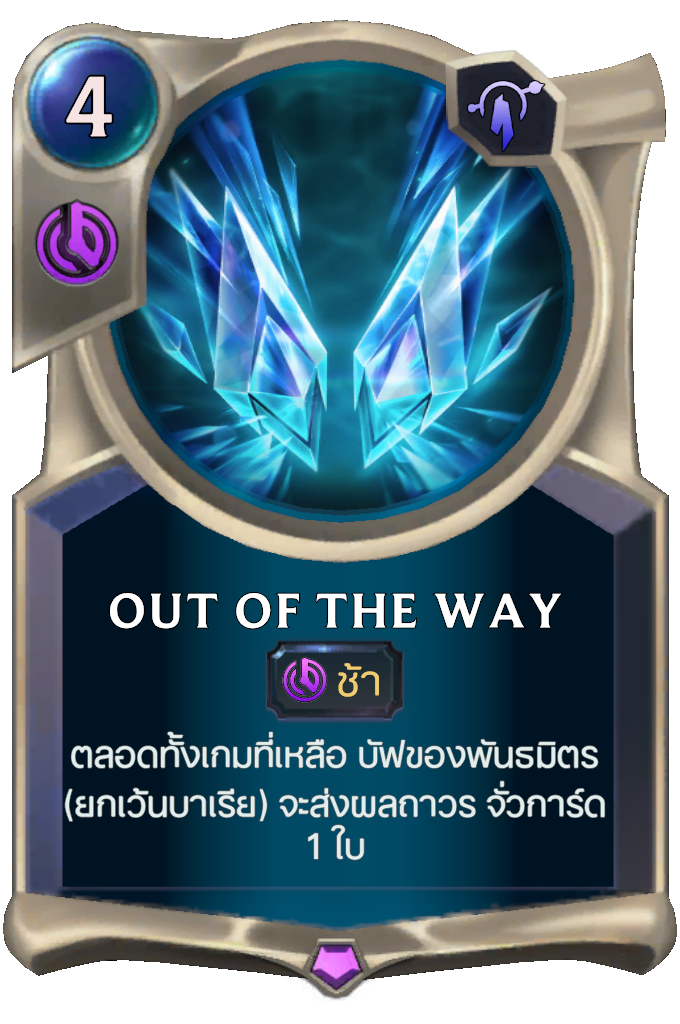 4
OUT OF THE WAY
ช้า
ตลอดทั้งเกมที่เหลือ บัฟของพันธมิตร
(ยกเว้นบาเรีย) จะส่งผลถาวร จั่วการ์ด
1 ใบ